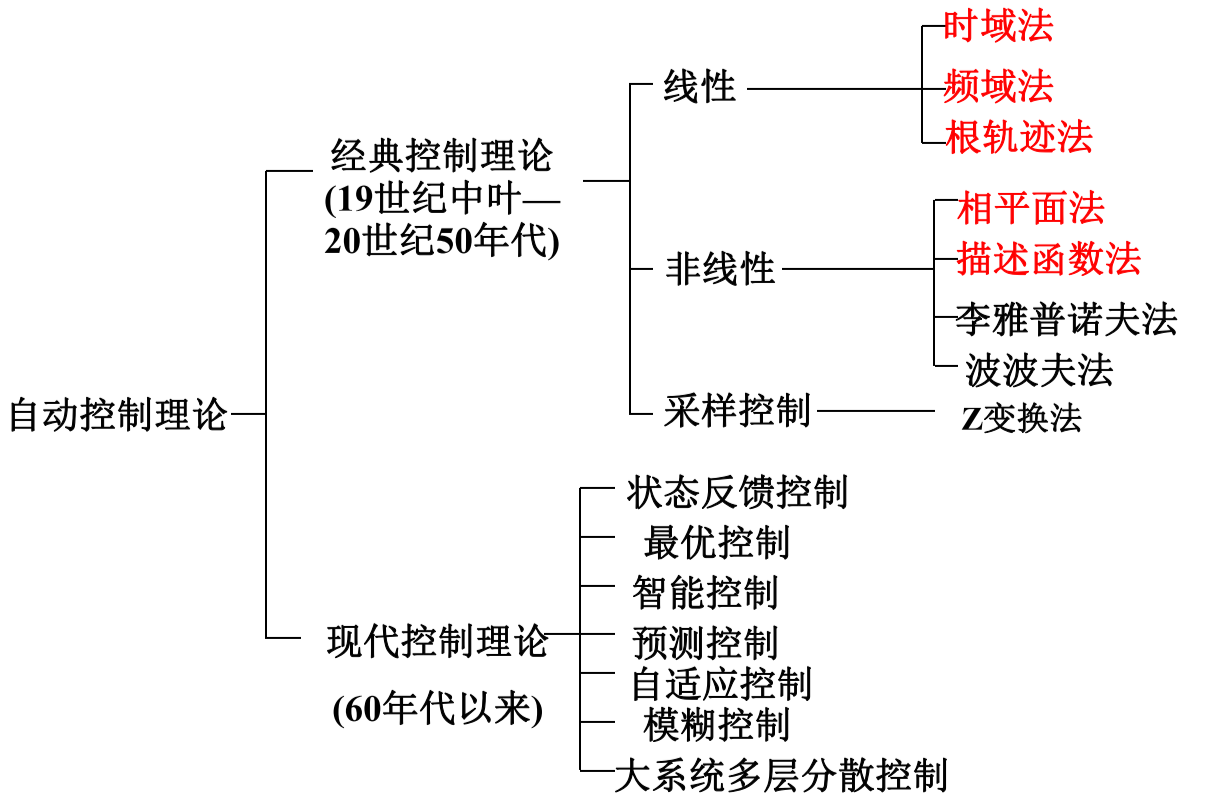 时域法
线性
频域法
根轨迹法
经典控制理论
(19世纪中叶—
20世纪50年代)
相平面法
描述函数法
非线性
李雅普诺夫法
波波夫法
自动控制理论
采样控制
Z变换法
状态反馈控制
最优控制
智能控制
现代控制理论
预测控制
自适应控制
(60年代以来)
模糊控制
大系统多层分散控制